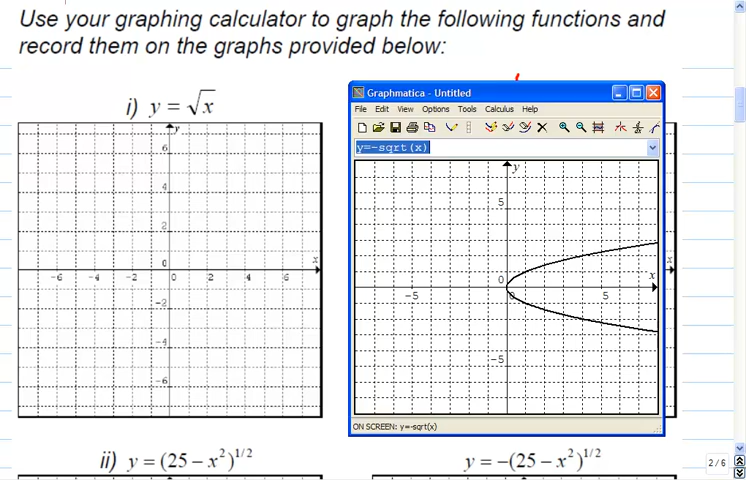 Use your graphing calculator to graph the following functions and
record them on the graphs provided below:
i) y = √x
y
6
4
2
0
-6 -4 -2 0 2 4 6
x
-2
-4
-6
Graphmatica - Untitled
File Edit View Options Tools Calculus Help
y=-sqrt(x)
y
5
0
x
-5 0 5
-5
ON SCREEN: y=-sqrt(x)
x
ii) y = (25 − x²)^1/2
y = −(25 − x²)^1/2
2 / 6